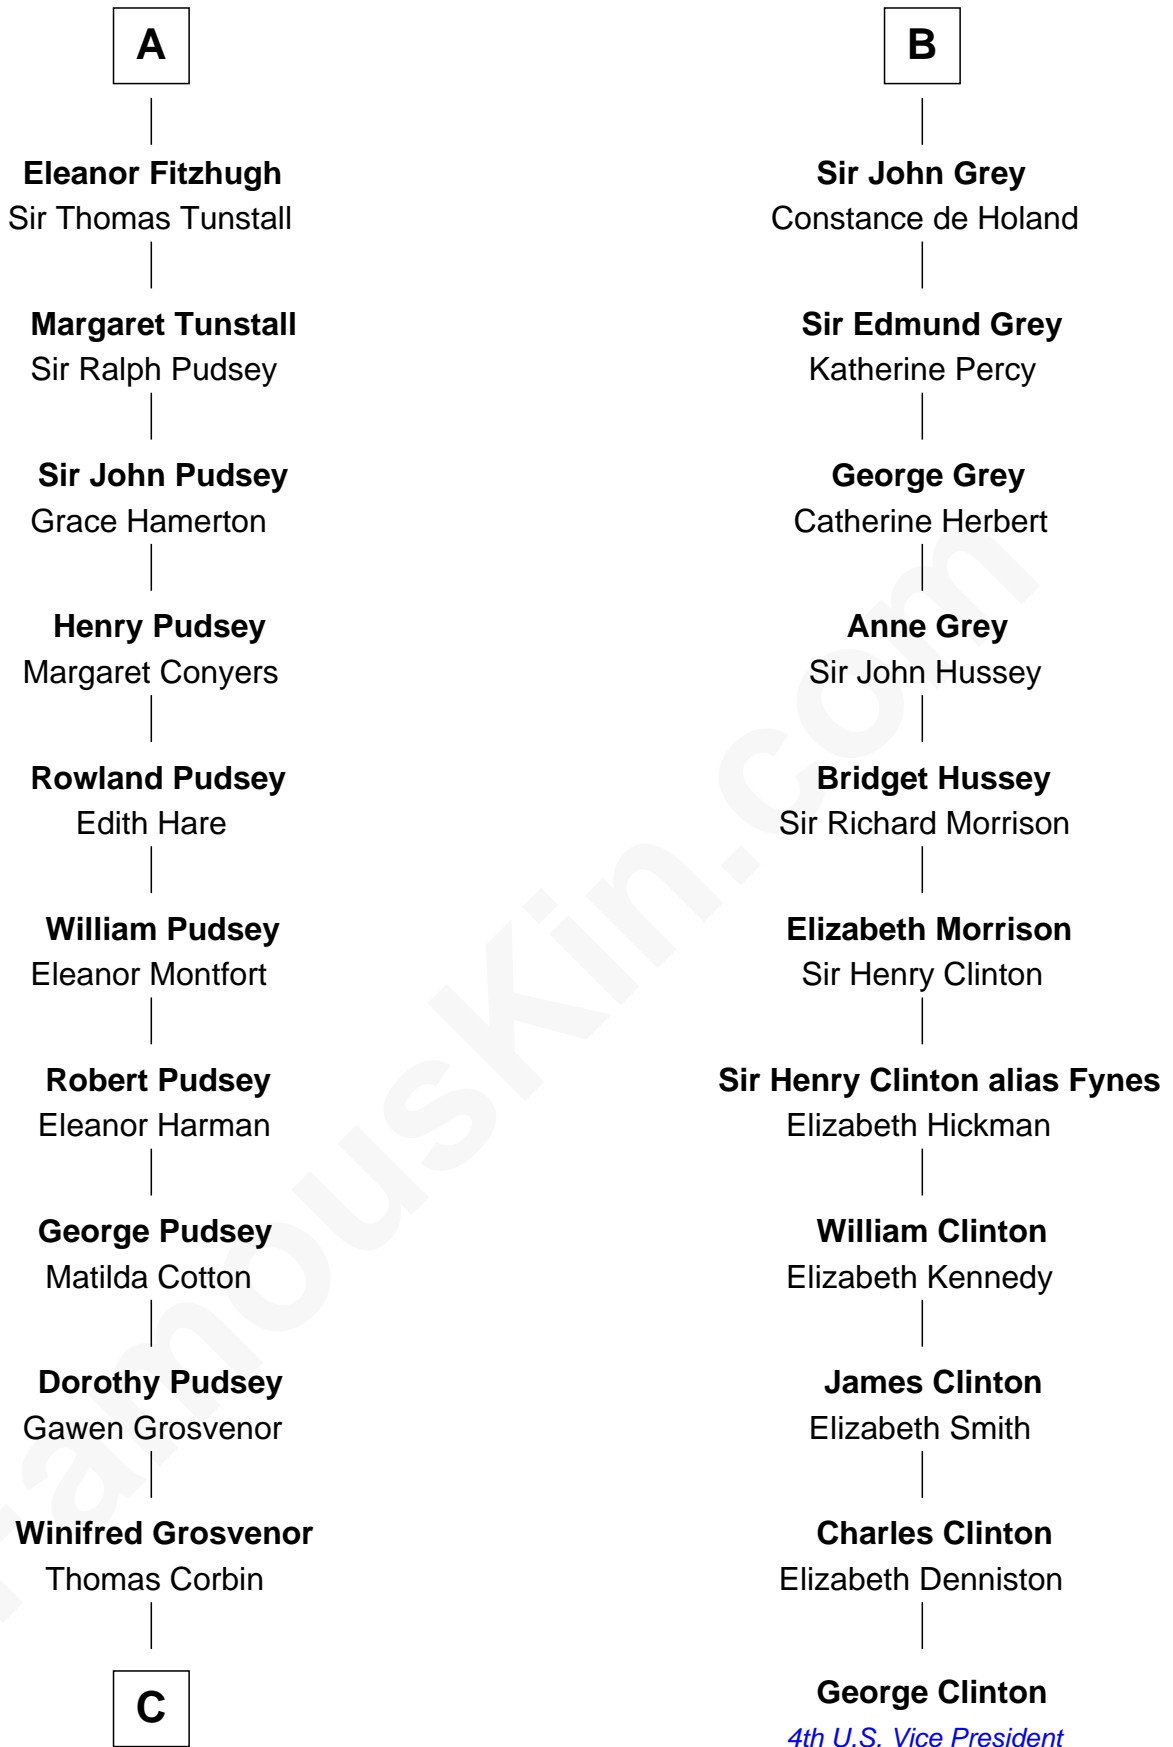 A
Eleanor Fitzhugh
Sir Thomas Tunstall
Margaret Tunstall
Sir Ralph Pudsey
Sir John Pudsey
Grace Hamerton
Henry Pudsey
Margaret Conyers
Rowland Pudsey
Edith Hare
William Pudsey
Eleanor Montfort
Robert Pudsey
Eleanor Harman
George Pudsey
Matilda Cotton
Dorothy Pudsey
Gawen Grosvenor
Winifred Grosvenor
Thomas Corbin
C
B
Sir John Grey
Constance de Holand
Sir Edmund Grey
Katherine Percy
George Grey
Catherine Herbert
Anne Grey
Sir John Hussey
Bridget Hussey
Sir Richard Morrison
Elizabeth Morrison
Sir Henry Clinton
Sir Henry Clinton alias Fynes
Elizabeth Hickman
William Clinton
Elizabeth Kennedy
James Clinton
Elizabeth Smith
Charles Clinton
Elizabeth Denniston
George Clinton
4th U.S. Vice President
FamousKin.com